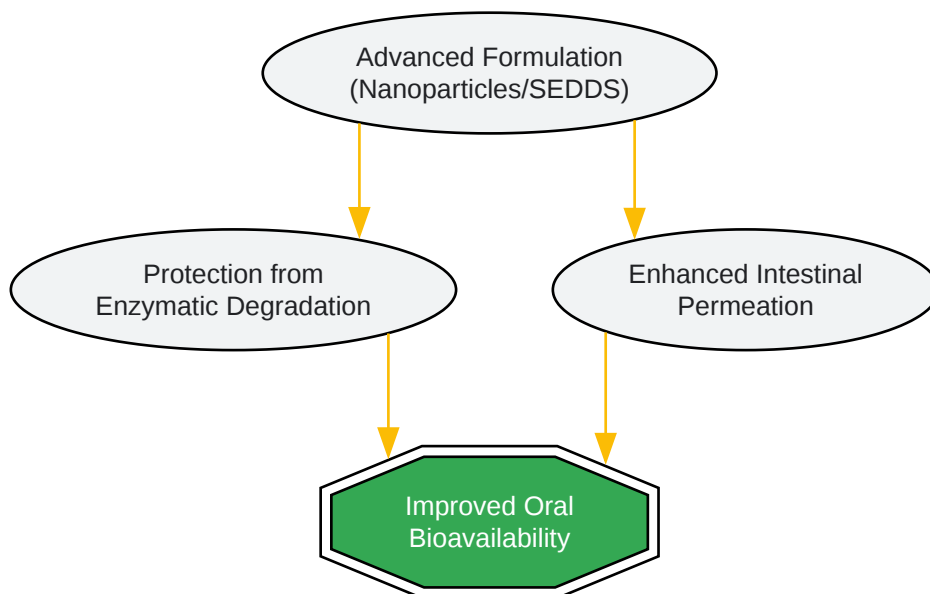 Advanced Formulation
(Nanoparticles/SEDDS)
Protection from
Enzymatic Degradation
Enhanced Intestinal
Permeation
Improved Oral
Bioavailability